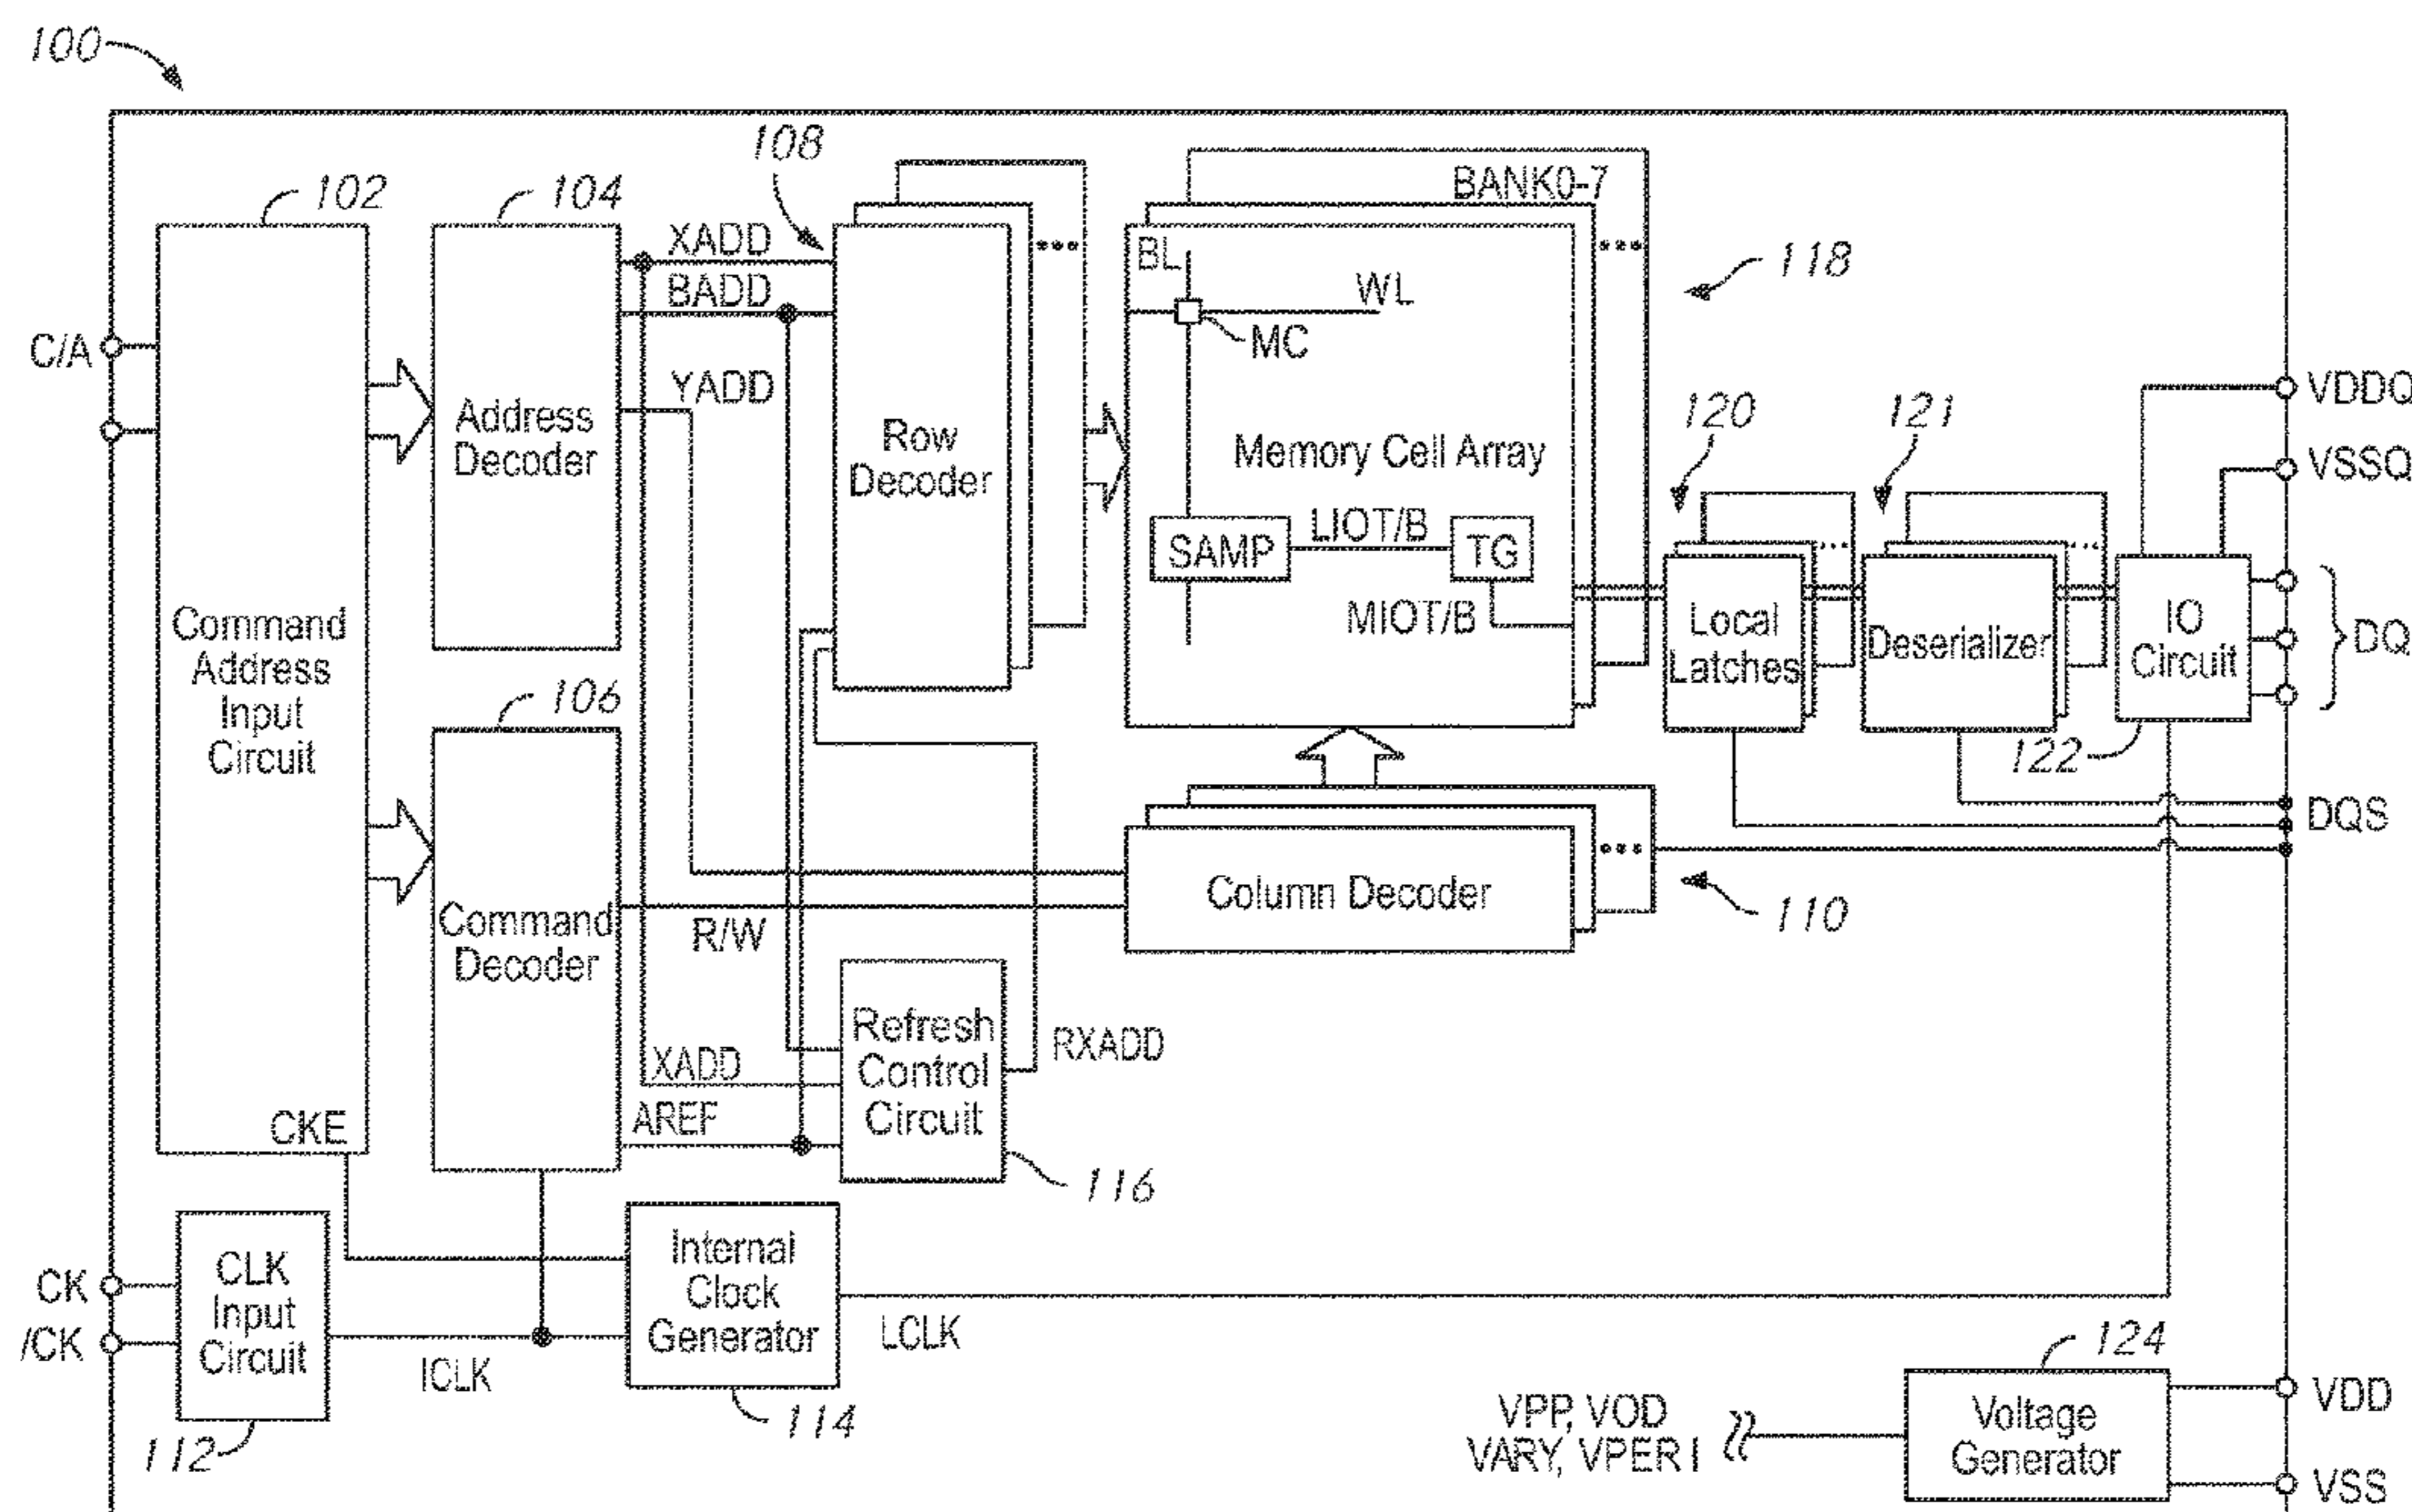 100
108
BANK0-7
102
104
XADD
BADD
YADD
BL
WL
MC
118
C/A
Address
Decoder
Row
Decoder
Memory Cell Array
120
121
VDDQ
VSSQ
SAMP
LIOT/B
TG
MIOT/B
Local
Latches
Deserializer
IO
Circuit
DQ
Command
Address
Input
Circuit
106
122
DQS
Command
Decoder
R/W
Column Decoder
110
XADD
AREF
Refresh
Control
Circuit
RXADD
CKE
116
CK
/CK
CLK
Input
Circuit
ICLK
Internal
Clock
Generator
LCLK
112
114
124
VPP, VOD
VARY, VPERI
Voltage
Generator
VDD
VSS